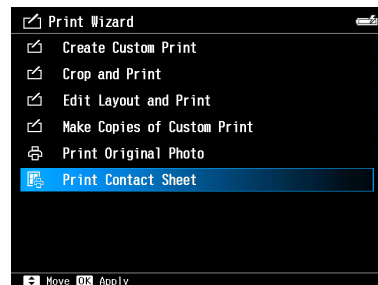 Print Wizard
Create Custom Print
Crop and Print
Edit Layout and Print
Make Copies of Custom Print
Print Original Photo
Print Contact Sheet
Move OK Apply